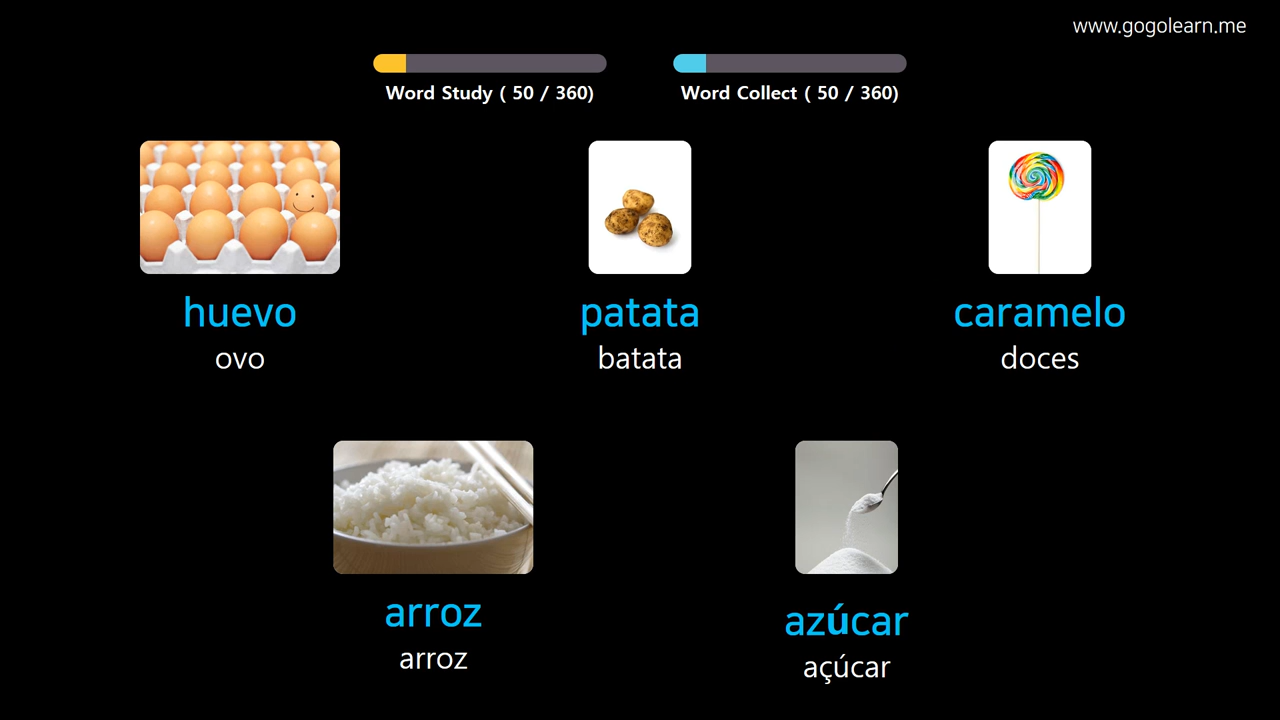 www.gogolearn.me
Word Study ( 50 / 360)
Word Collect ( 50 / 360)
huevo
ovo
patata
batata
caramelo
doces
arroz
arroz
azúcar
açúcar